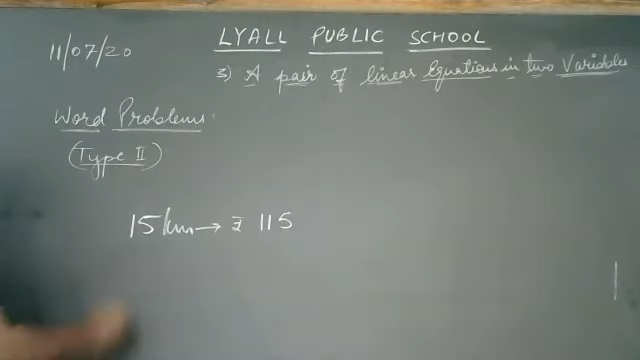 11/07/20
LYALL PUBLIC SCHOOL
3) A pair of linear Equations in two Variables
Word Problems
(Type II)
15 km → ₹ 115